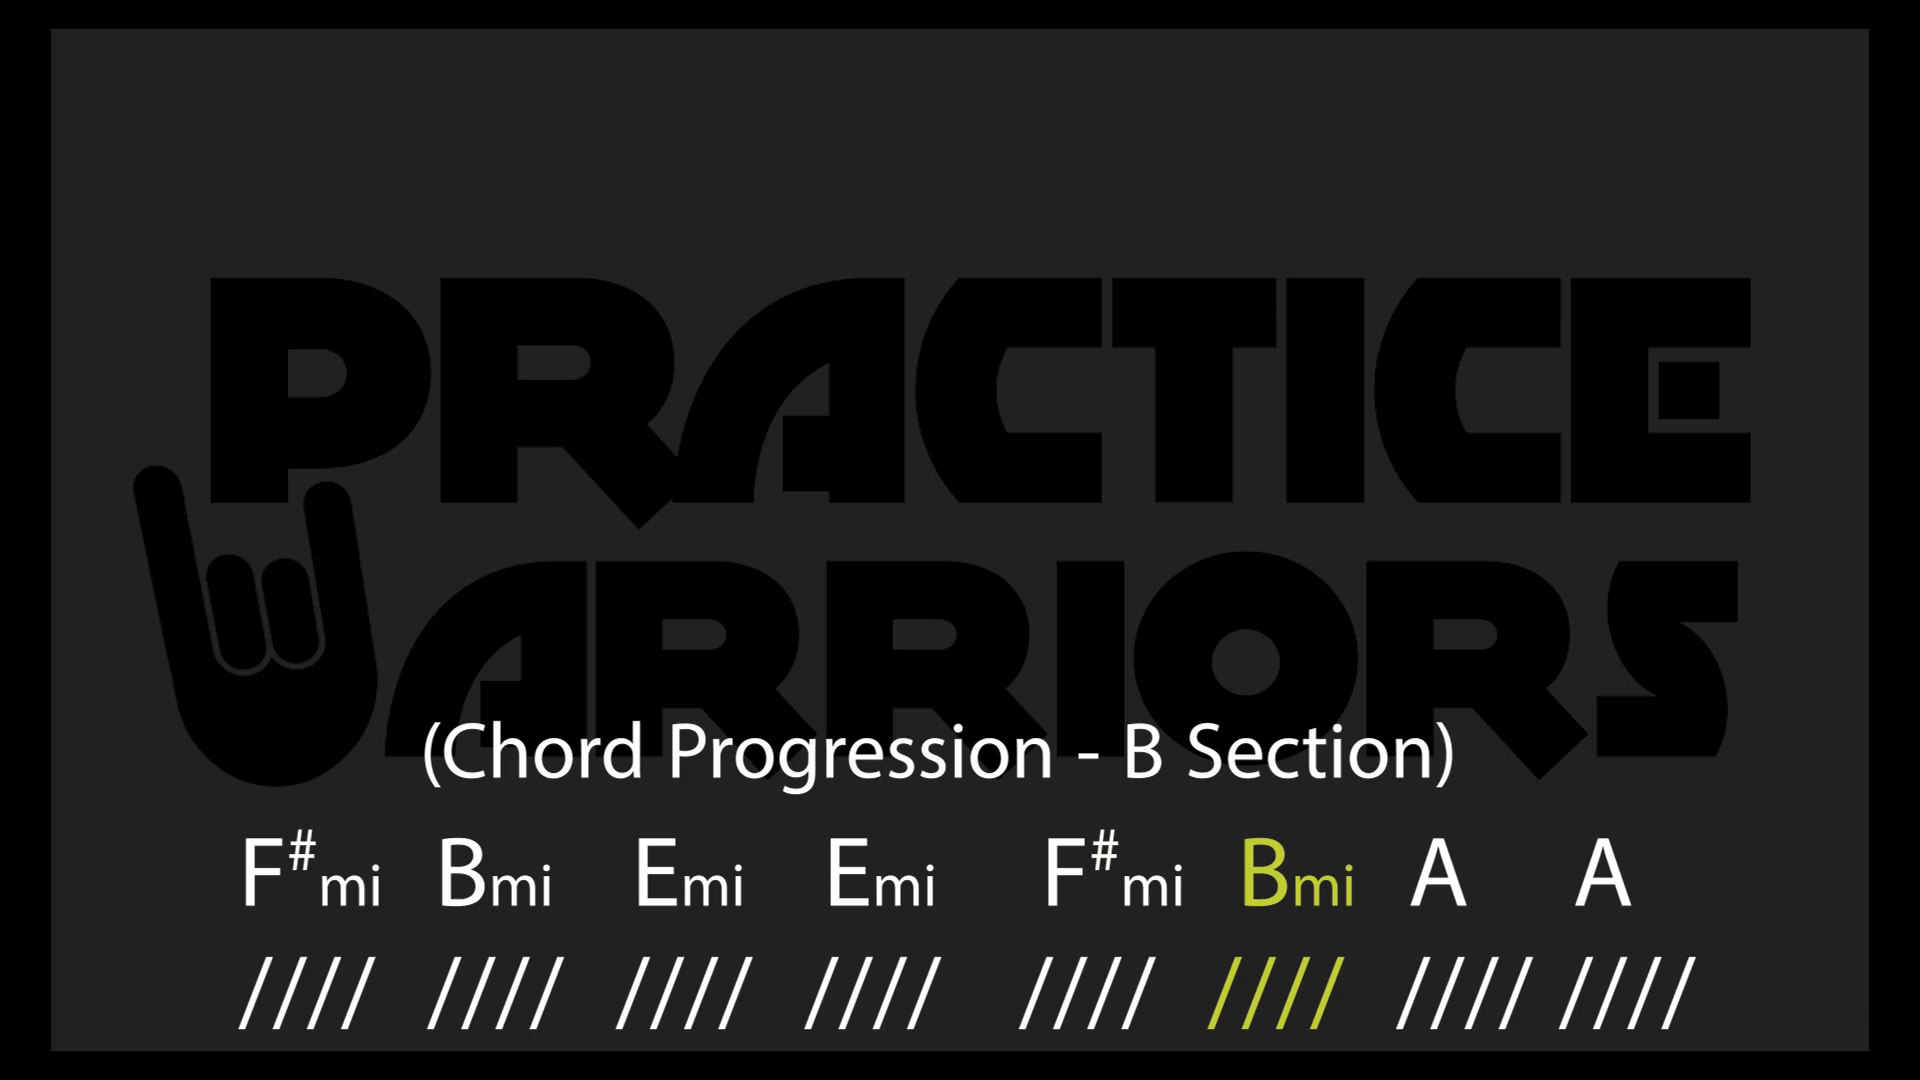 PRACTICE
WARRIORS
(Chord Progression - B Section)
F#mi Bmi Emi Emi F#mi Bmi A A
//// //// //// //// //// //// //// ////